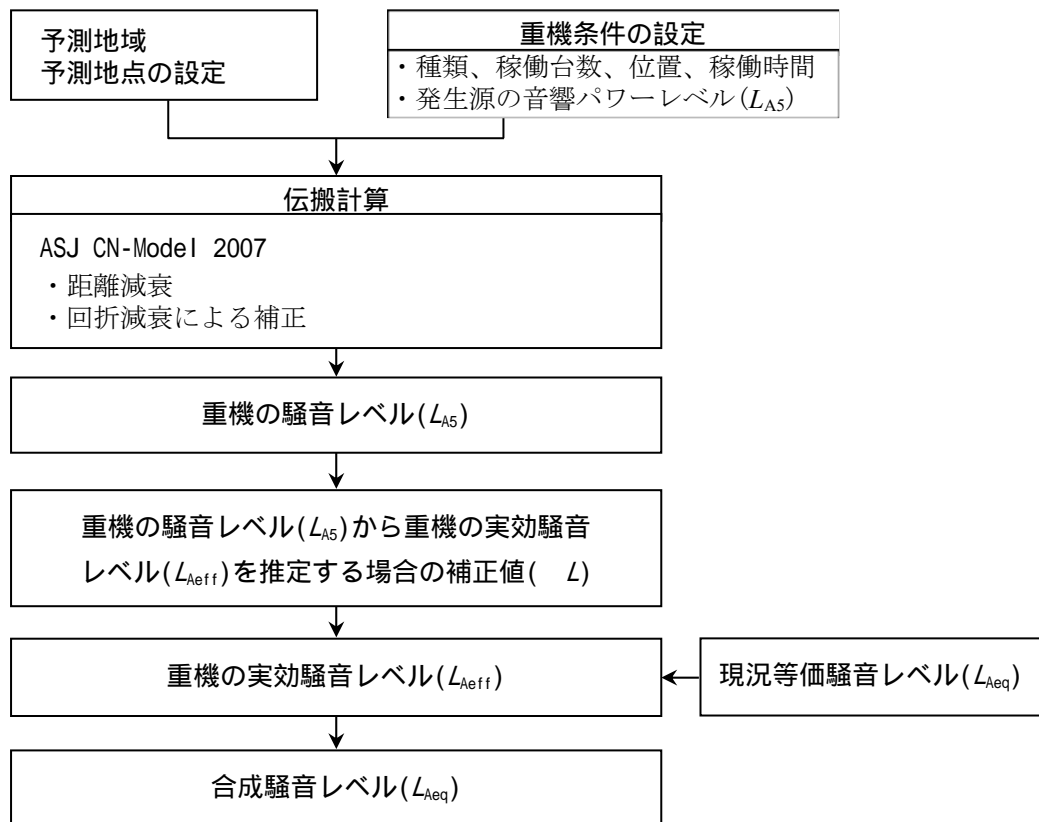 予測地域
予測地点の設定
重機条件の設定
・種類、稼働台数、位置、稼働時間
・発生源の音響パワーレベル(LA5)
伝搬計算
ASJ CN-Model 2007
・距離減衰
・回折減衰による補正
重機の騒音レベル(LA5)
重機の騒音レベル(LA5)から重機の実効騒音
レベル(LAeff)を推定する場合の補正値(　L)
重機の実効騒音レベル(LAeff)
現況等価騒音レベル(LAeq)
合成騒音レベル(LAeq)